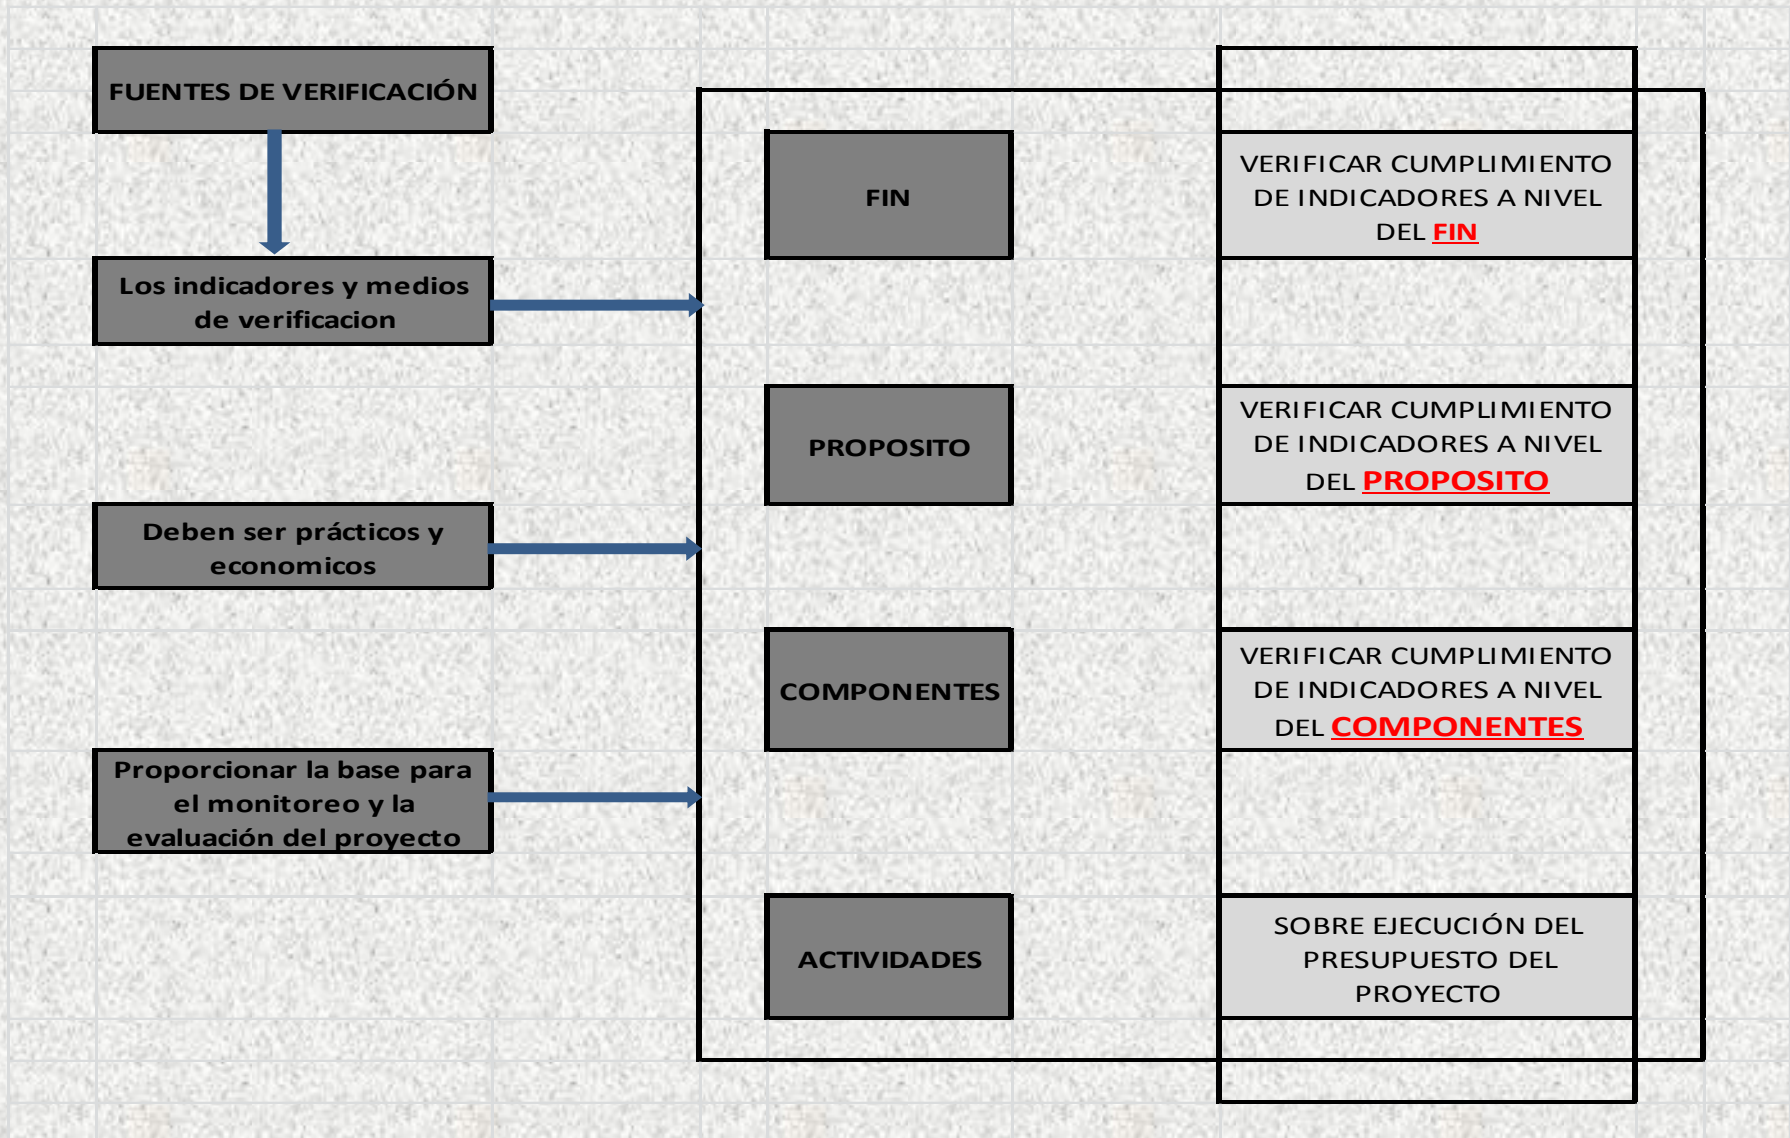 FUENTES DE VERIFICACIÓN
Los indicadores y medios
de verificacion
Deben ser prácticos y
economicos
Proporcionar la base para
el monitoreo y la
evaluación del proyecto
FIN
VERIFICAR CUMPLIMIENTO
DE INDICADORES A NIVEL
DEL FIN
PROPOSITO
VERIFICAR CUMPLIMIENTO
DE INDICADORES A NIVEL
DEL PROPOSITO
COMPONENTES
VERIFICAR CUMPLIMIENTO
DE INDICADORES A NIVEL
DEL COMPONENTES
ACTIVIDADES
SOBRE EJECUCIÓN DEL
PRESUPUESTO DEL
PROYECTO